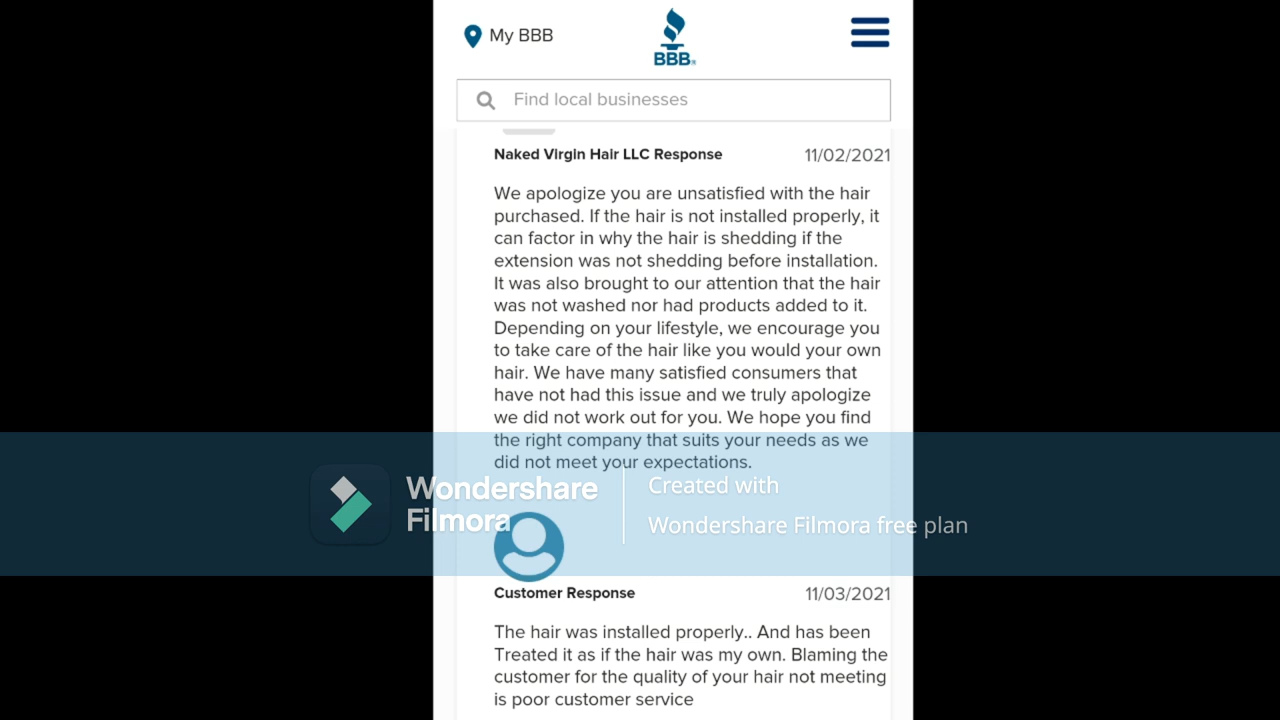 My BBB
BBB
Find local businesses
Naked Virgin Hair LLC Response 11/02/2021
We apologize you are unsatisfied with the hair
purchased. If the hair is not installed properly, it
can factor in why the hair is shedding if the
extension was not shedding before installation.
It was also brought to our attention that the hair
was not washed nor had products added to it.
Depending on your lifestyle, we encourage you
to take care of the hair like you would your own
hair. We have many satisfied consumers that
have not had this issue and we truly apologize
we did not work out for you. We hope you find
the right company that suits your needs as we
did not meet your expectations.
Wondershare
Filmora
Created with
Wondershare Filmora free plan
Customer Response 11/03/2021
The hair was installed properly.. And has been
Treated it as if the hair was my own. Blaming the
customer for the quality of your hair not meeting
is poor customer service